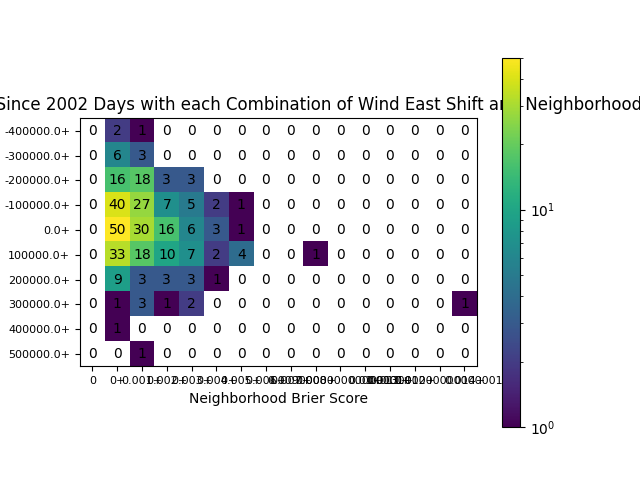 Since 2002 Days with each Combination of Wind East Shift an Neighborhood
-400000.0+ 0 2 1 0 0 0 0 0 0 0 0 0 0 0 0 0
-300000.0+ 0 6 3 0 0 0 0 0 0 0 0 0 0 0 0 0
-200000.0+ 0 16 18 3 3 0 0 0 0 0 0 0 0 0 0 0
-100000.0+ 0 40 27 7 5 2 1 0 0 0 0 0 0 0 0 0
0.0+ 0 50 30 16 6 3 1 0 0 0 0 0 0 0 0 0
100000.0+ 0 33 18 10 7 2 4 0 0 1 0 0 0 0 0 0
200000.0+ 0 9 3 3 3 1 0 0 0 0 0 0 0 0 0 0
300000.0+ 0 1 3 1 2 0 0 0 0 0 0 0 0 0 0 1
400000.0+ 0 1 0 0 0 0 0 0 0 0 0 0 0 0 0 0
500000.0+ 0 0 1 0 0 0 0 0 0 0 0 0 0 0 0 0
0 0+
Neighborhood Brier Score
10¹
10⁰